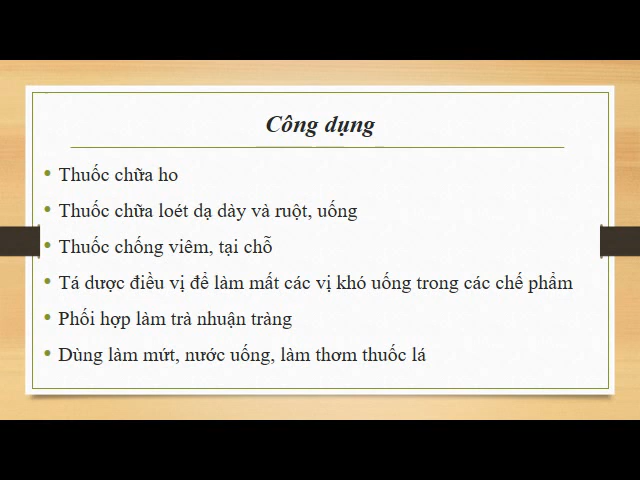 Công dụng
Thuốc chữa ho
Thuốc chữa loét dạ dày và ruột, uống
Thuốc chống viêm, tại chỗ
Tá dược điều vị để làm mất các vị khó uống trong các chế phẩm
Phối hợp làm trà nhuận tràng
Dùng làm mứt, nước uống, làm thơm thuốc lá